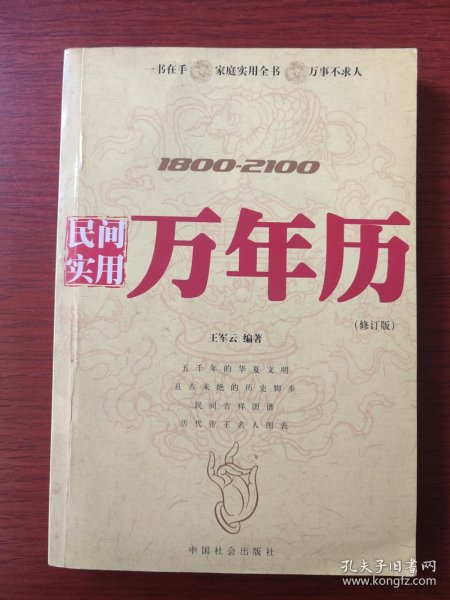 一书在手 家庭实用全书 万事不求人
1800-2100
民间
实用
万年历
(修订版)
王军云 编著
五千年的华夏文明
亘古未绝的历史脚步
民间吉祥图谱
历代帝王名人图表
中国社会出版社
孔夫子旧书网
www.kongfz.com